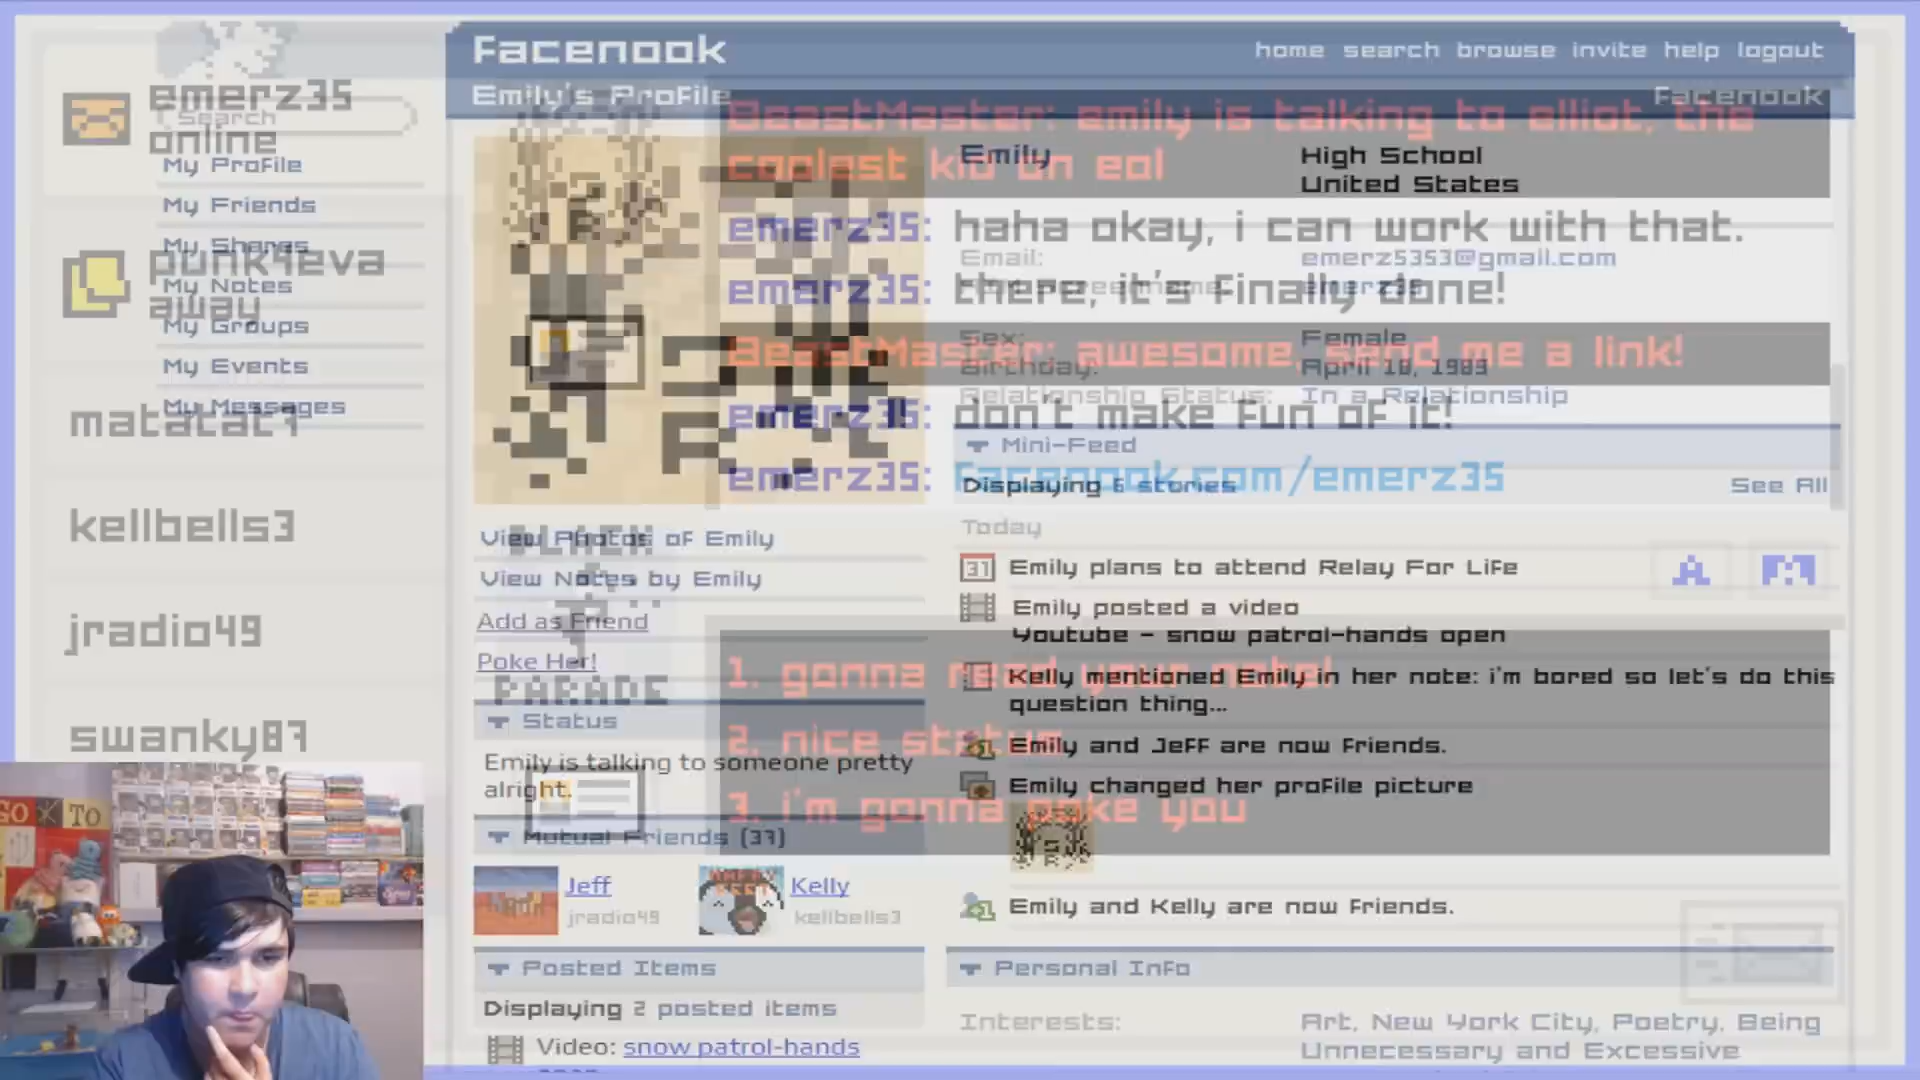 Facenook
home search browse invite help logout
Emily's Profile
Facenook
emerz35
online
Search
My Profile
My Friends
My Shares
My Notes
My Groups
My Events
My Messages
punk4eva
away
matatat7
kellbells3
jradio49
swanky87
BeastMaster: emily is talking to elliot, the
coolest kid on eol
emerz35: haha okay, i can work with that.
emerz35: there, it's finally done!
BeastMaster: awesome, send me a link!
emerz35: don't make fun of it!
emerz35: facenook.com/emerz35
1. gonna read your note!
2. nice status
3. i'm gonna poke you
BLACK
PARADE
View Photos of Emily
View Notes by Emily
Add as Friend
Poke Her!
Status
Emily is talking to someone pretty
alright.
Mutual Friends (37)
Jeff
jradio49
Kelly
kellbells3
Posted Items
Displaying 2 posted items
Video: snow patrol-hands
Emily
High School
United States
Email:
emerz5353@gmail.com
emerz35
Sex:
Female
Birthday:
April 18, 1989
Relationship Status:
In a Relationship
Mini-Feed
Displaying 6 stories
See All
Today
31 Emily plans to attend Relay For Life
Emily posted a video
Youtube - snow patrol-hands open
Kelly mentioned Emily in her note: i'm bored so let's do this
question thing...
Emily and Jeff are now friends.
Emily changed her profile picture
Emily and Kelly are now friends.
Personal Info
Interests:
Art, New York City, Poetry, Being
Unnecessary and Excessive
A
GO TO